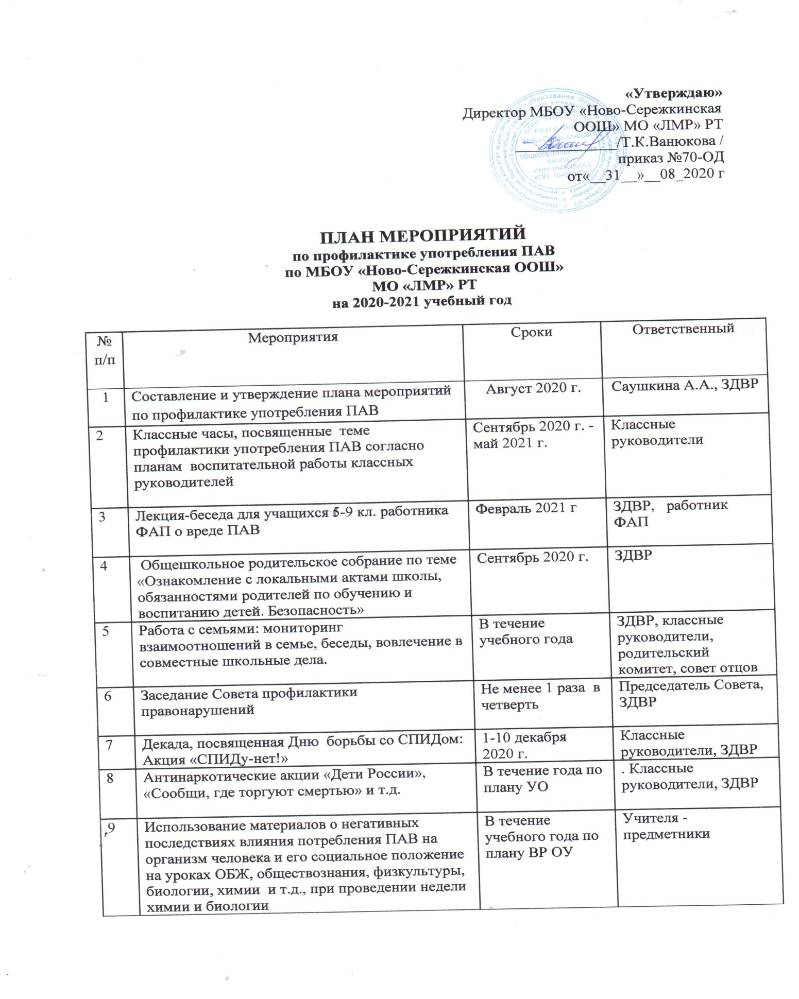 «Утверждаю»
Директор МБОУ «Ново-Сережкинская
ООШ» МО «ЛМР» РТ
/Т.К.Ванюкова /
приказ №70-ОД
от«__31__»__08_2020 г
"Ново-Сережкинская
общеобразовательная
школа"
ИНН 1649006663
КПП 164901001
ПЛАН МЕРОПРИЯТИЙ
по профилактике употребления ПАВ
по МБОУ «Ново-Сережкинская ООШ»
МО «ЛМР» РТ
на 2020-2021 учебный год
№
п/п
Мероприятия
Сроки
Ответственный
1
Составление и утверждение плана мероприятий
по профилактике употребления ПАВ
Август 2020 г.
Саушкина А.А., ЗДВР
2
Классные часы, посвященные теме
профилактики употребления ПАВ согласно
планам воспитательной работы классных
руководителей
Сентябрь 2020 г. -
май 2021 г.
Классные
руководители
3
Лекция-беседа для учащихся 5-9 кл. работника
ФАП о вреде ПАВ
Февраль 2021 г
ЗДВР, работник
ФАП
4
Общешкольное родительское собрание по теме
«Ознакомление с локальными актами школы,
обязанностями родителей по обучению и
воспитанию детей. Безопасность»
Сентябрь 2020 г.
ЗДВР
5
Работа с семьями: мониторинг
взаимоотношений в семье, беседы, вовлечение в
совместные школьные дела.
В течение
учебного года
ЗДВР, классные
руководители,
родительский
комитет, совет отцов
6
Заседание Совета профилактики
правонарушений
Не менее 1 раза в
четверть
Председатель Совета,
ЗДВР
7
Декада, посвященная Дню борьбы со СПИДом:
Акция «СПИДу-нет!»
1-10 декабря
2020 г.
Классные
руководители, ЗДВР
8
Антинаркотические акции «Дети России»,
«Сообщи, где торгуют смертью» и т.д.
В течение года по
плану УО
. Классные
руководители, ЗДВР
9
Использование материалов о негативных
последствиях влияния потребления ПАВ на
организм человека и его социальное положение
на уроках ОБЖ, обществознания, физкультуры,
биологии, химии и т.д., при проведении недели
химии и биологии
В течение
учебного года по
плану ВР ОУ
Учителя -
предметники